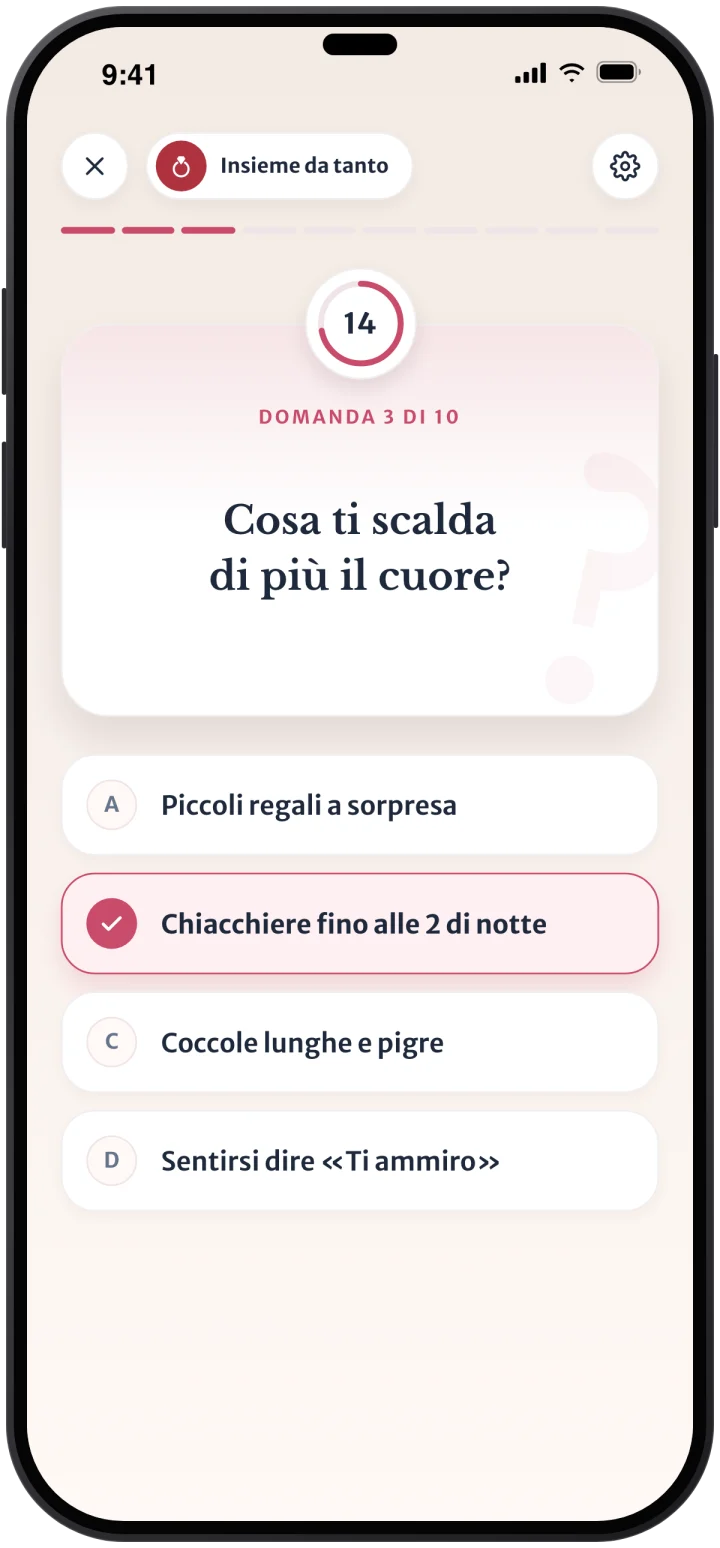 9:41
Insieme da tanto
14
DOMANDA 3 DI 10
Cosa ti scalda
di più il cuore?
?
A
Piccoli regali a sorpresa
Chiacchiere fino alle 2 di notte
C
Coccole lunghe e pigre
D
Sentirsi dire «Ti ammiro»